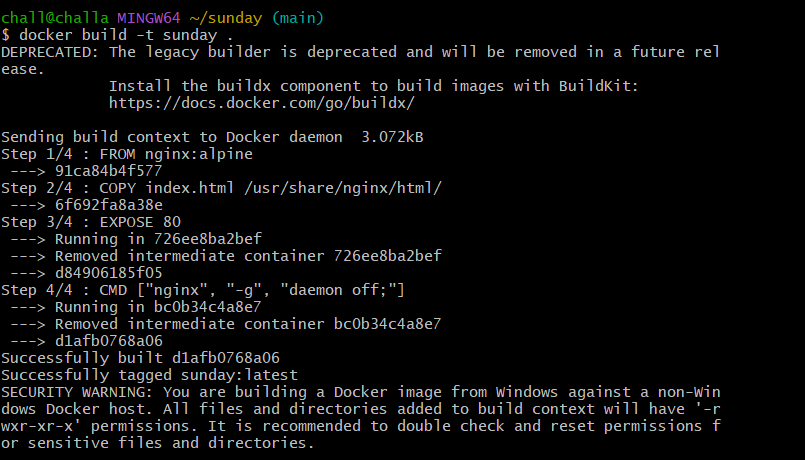 chall@challa MINGW64 ~/sunday (main)
$ docker build -t sunday .
DEPRECATED: The legacy builder is deprecated and will be removed in a future rel
ease.
            Install the buildx component to build images with BuildKit:
            https://docs.docker.com/go/buildx/

Sending build context to Docker daemon  3.072kB
Step 1/4 : FROM nginx:alpine
 ---> 91ca84b4f577
Step 2/4 : COPY index.html /usr/share/nginx/html/
 ---> 6f692fa8a38e
Step 3/4 : EXPOSE 80
 ---> Running in 726ee8ba2bef
 ---> Removed intermediate container 726ee8ba2bef
 ---> d84906185f05
Step 4/4 : CMD ["nginx", "-g", "daemon off;"]
 ---> Running in bc0b34c4a8e7
 ---> Removed intermediate container bc0b34c4a8e7
 ---> d1afb0768a06
Successfully built d1afb0768a06
Successfully tagged sunday:latest
SECURITY WARNING: You are building a Docker image from Windows against a non-Win
dows Docker host. All files and directories added to build context will have '-r
wxr-xr-x' permissions. It is recommended to double check and reset permissions f
or sensitive files and directories.